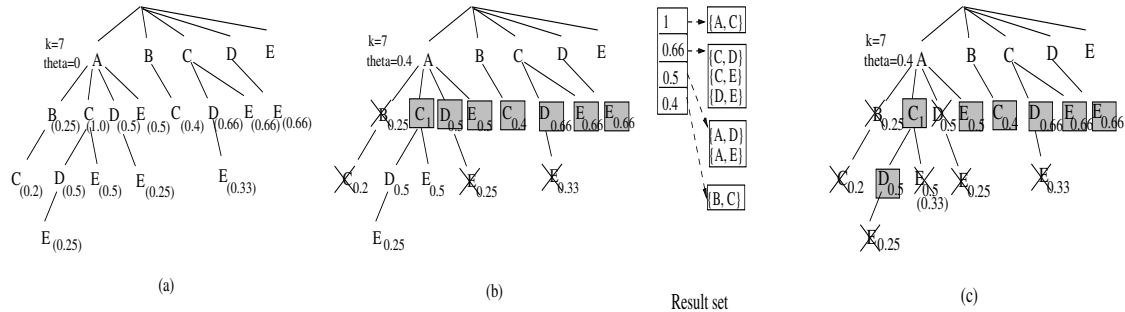 k=7
theta=0
A B C D E
B(0.25) C(1.0) D(0.5) E(0.5) C(0.4) D(0.66) E(0.66) E(0.66)
C(0.2) D(0.5) E(0.5) E(0.25) E(0.33)
E(0.25)
(a)
k=7
theta=0.4
A B C D E
B0.25 C1 D0.5 E0.5 C0.4 D0.66 E0.66 E0.66
C0.2 D0.5 E0.5 E0.25 E0.33
E0.25
(b)
1 {A, C}
0.66 {C, D}
{C, E}
{D, E}
0.5 {A, D}
{A, E}
0.4 {B, C}
Result set
k=7
theta=0.4
A B C D E
B0.25 C1 D0.5 E0.5 C0.4 D0.66 E0.66 E0.66
C0.2 D0.5 E0.5 E0.25 E0.33
(0.33)
E0.25
(c)